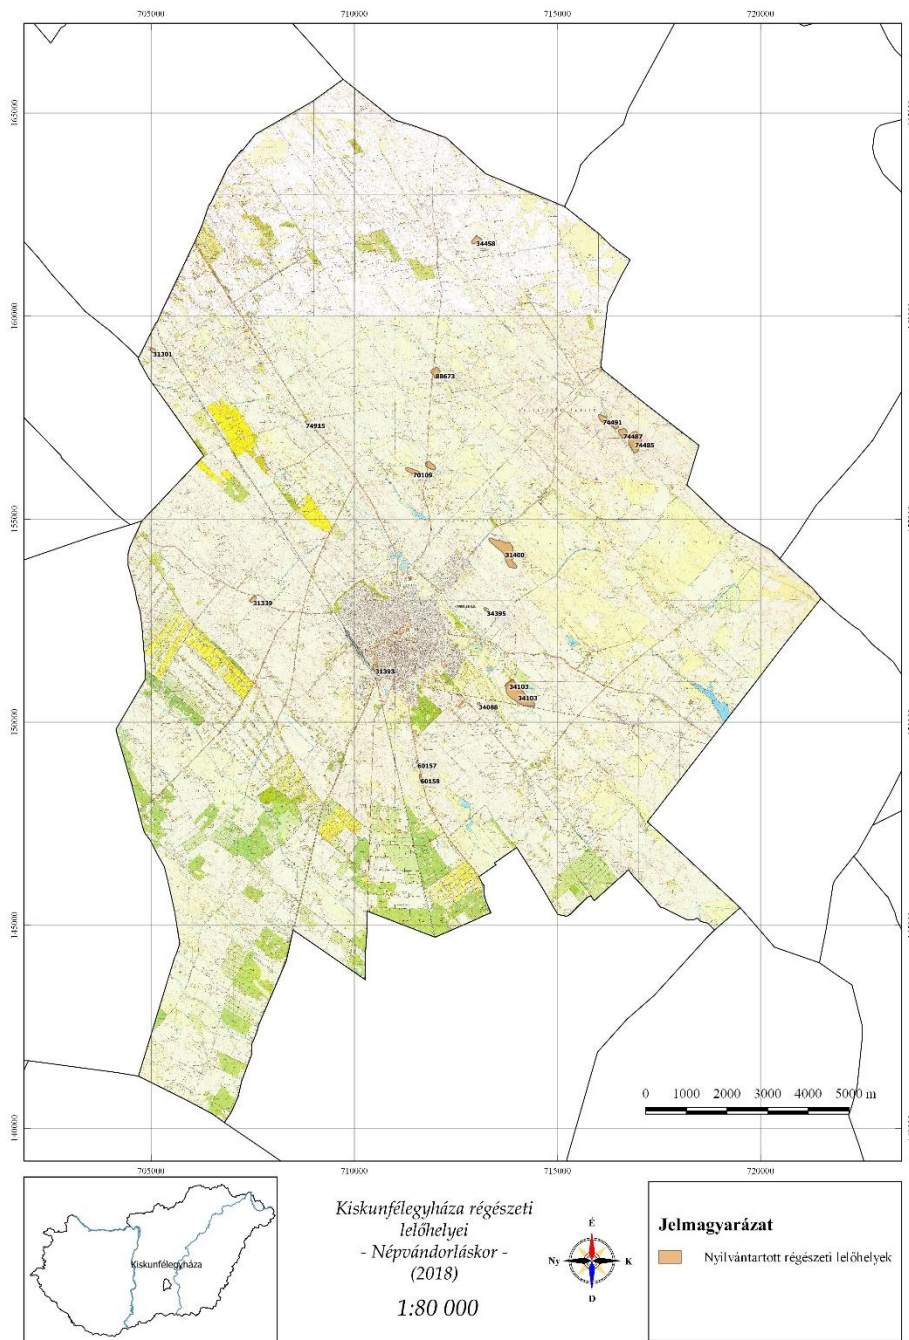 705000 710000 715000 720000
165000
34458
160000
31301
88673
74915
74491
74487
74485
70109
155000
31400
31339
34395
31393
34103
34103
34088
150000
60157
60158
145000
0 1000 2000 3000 4000 5000 m
140000
705000 710000 715000 720000
Kiskunfélegyháza
Kiskunfélegyháza régészeti
lelőhelyei
- Népvándorláskor -
(2018)
1:80 000
É
Ny K
D
Jelmagyarázat
Nyilvántartott régészeti lelőhelyek